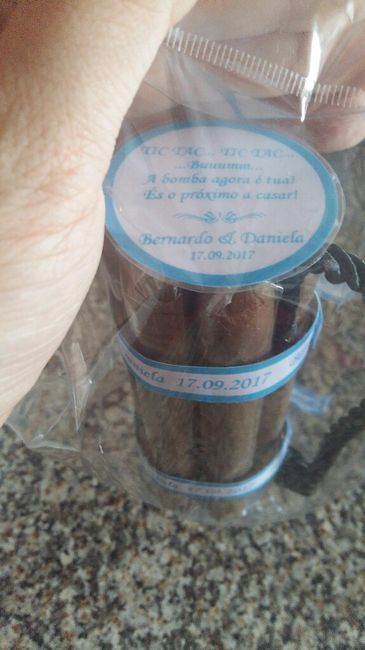 TIC TAC... TIC TAC...
...Buuumm...
A bomba agora é tua!
És o próximo a casar!
Bernardo & Daniela
17.09.2017
aniela 17.09.2017